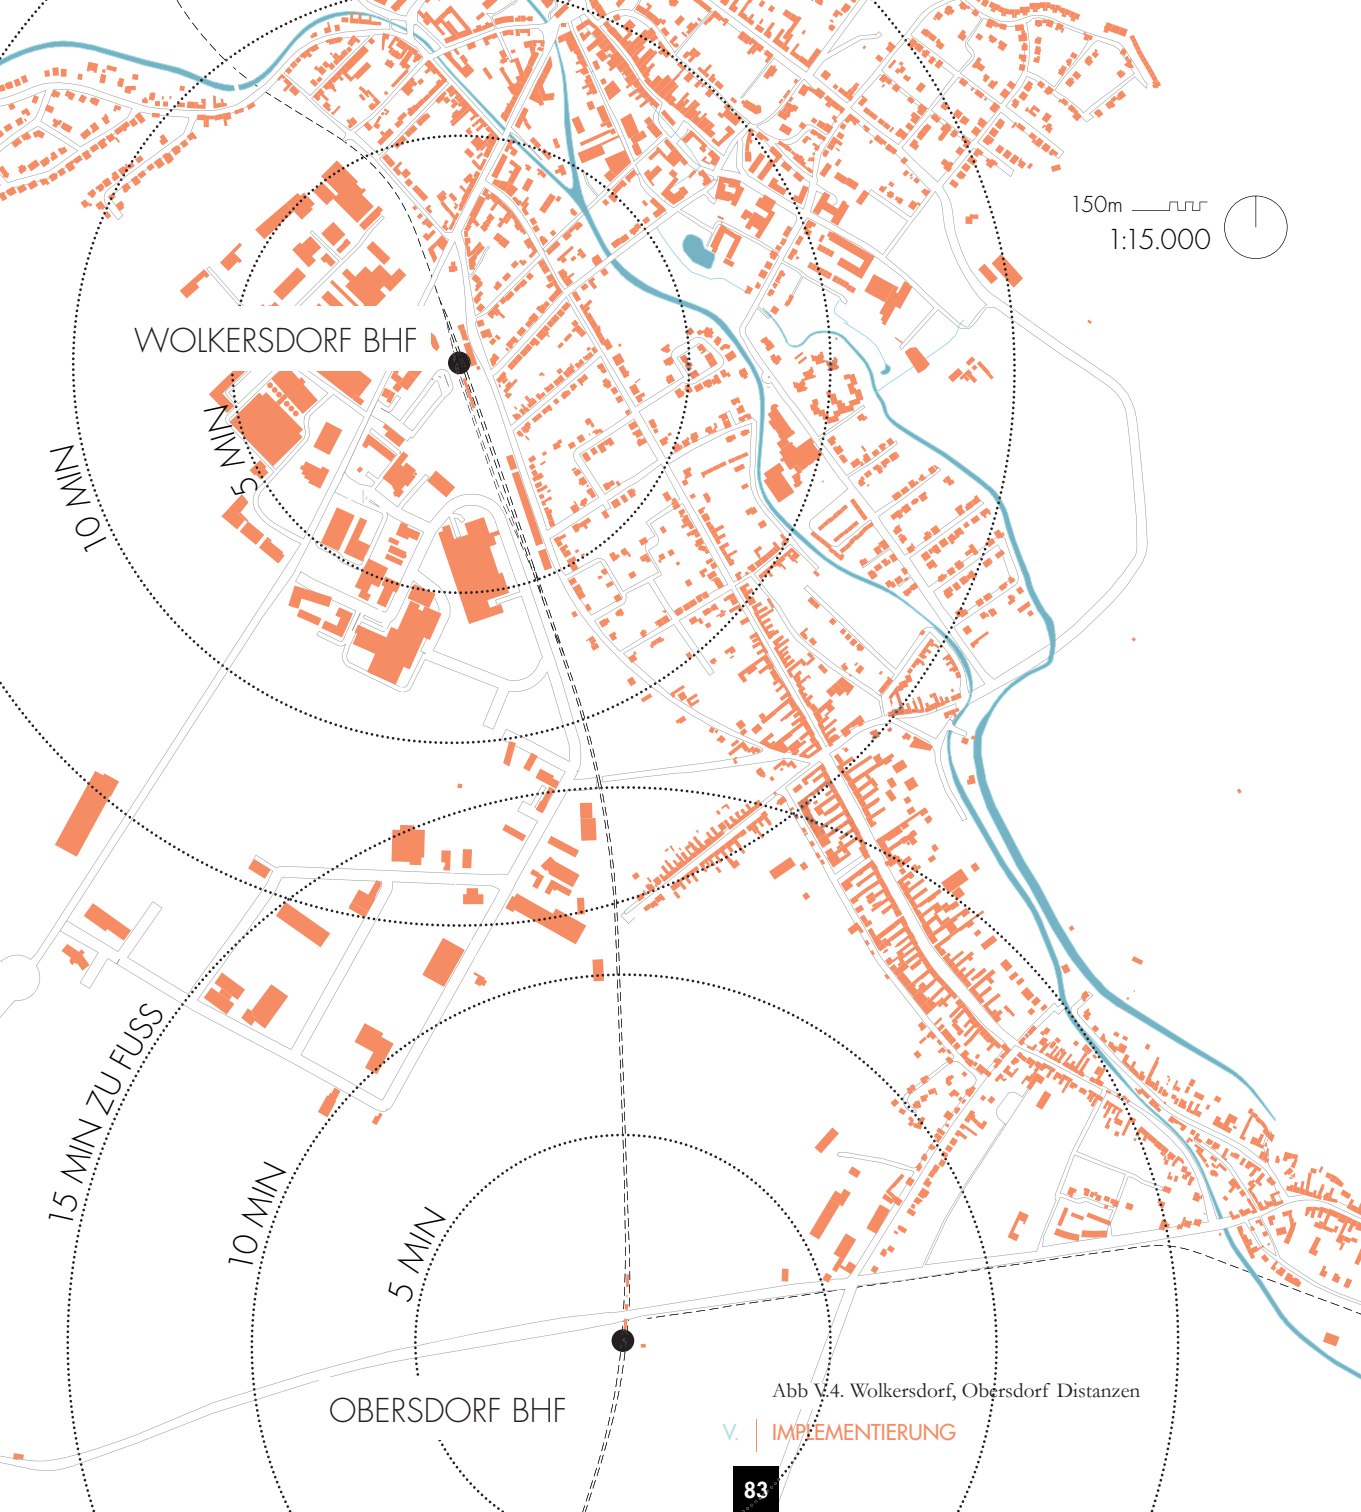 150m
1:15.000
WOLKERSDORF BHF
5 MIN
10 MIN
15 MIN ZU FUSS
10 MIN
5 MIN
OBERSDORF BHF
Abb V.4. Wolkersdorf, Obersdorf Distanzen
V. IMPLEMENTIERUNG
83